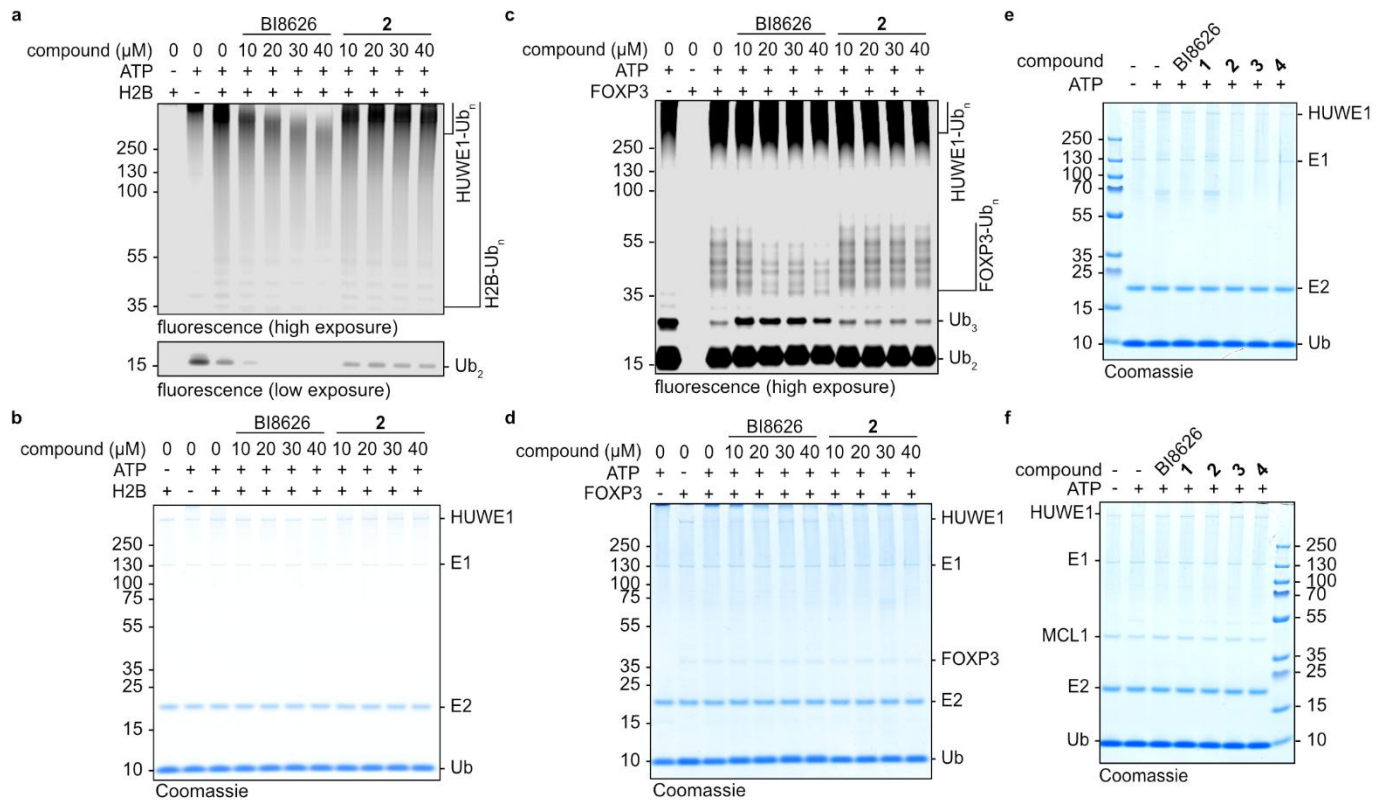 a
BI8626 2
compound (µM) 0 0 0 10 20 30 40 10 20 30 40
ATP - + + + + + + + + + +
H2B + - + + + + + + + + +
250
130
100
55
35
HUWE1-Ubn
H2B-Ubn
fluorescence (high exposure)
15
Ub2
fluorescence (low exposure)
b
BI8626 2
compound (µM) 0 0 0 10 20 30 40 10 20 30 40
ATP - + + + + + + + + + +
H2B + - + + + + + + + + +
250
130
100
75
55
35
25
15
10
HUWE1
E1
E2
Ub
Coomassie
c
BI8626 2
compound (µM) 0 0 0 10 20 30 40 10 20 30 40
ATP + - + + + + + + + + +
FOXP3 - + + + + + + + + + +
250
130
100
55
35
15
HUWE1-Ubn
FOXP3-Ubn
Ub3
Ub2
fluorescence (high exposure)
d
BI8626 2
compound (µM) 0 0 0 10 20 30 40 10 20 30 40
ATP + - + + + + + + + + +
FOXP3 - + + + + + + + + + +
250
130
100
75
55
35
25
15
10
HUWE1
E1
FOXP3
E2
Ub
Coomassie
e
compound - - BI8626 1 2 3 4
ATP - + + + + + +
250
130
100
70
55
35
25
15
10
HUWE1
E1
E2
Ub
Coomassie
f
compound - - BI8626 1 2 3 4
ATP - + + + + + +
HUWE1
E1
MCL1
E2
Ub
250
130
100
70
55
35
25
15
10
Coomassie